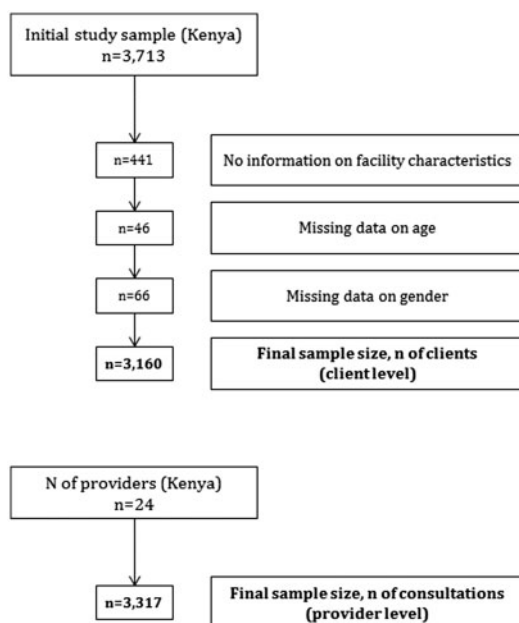 Initial study sample (Kenya)
n=3,713
n=441
No information on facility characteristics
n=46
Missing data on age
n=66
Missing data on gender
n=3,160
Final sample size, n of clients
(client level)
N of providers (Kenya)
n=24
n=3,317
Final sample size, n of consultations
(provider level)